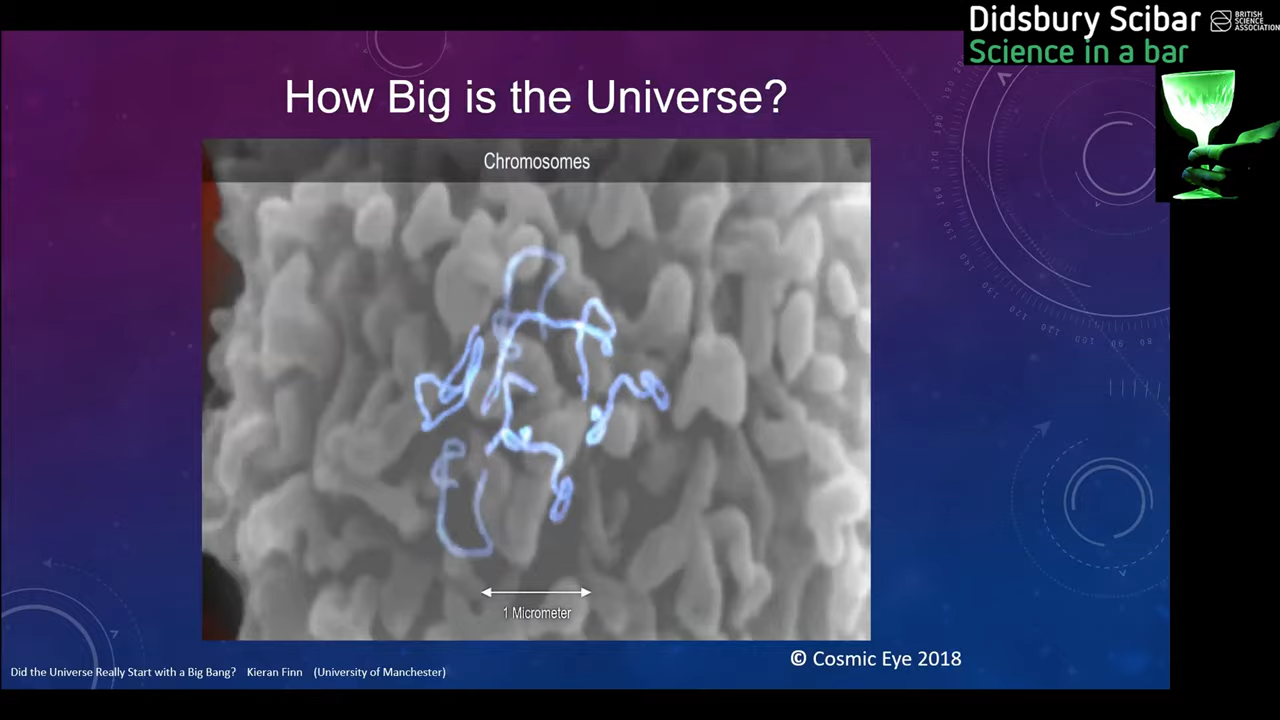 Didsbury Scibar
BRITISH
SCIENCE
ASSOCIATION
Science in a bar
How Big is the Universe?
Chromosomes
1 Micrometer
© Cosmic Eye 2018
Did the Universe Really Start with a Big Bang? Kieran Finn (University of Manchester)